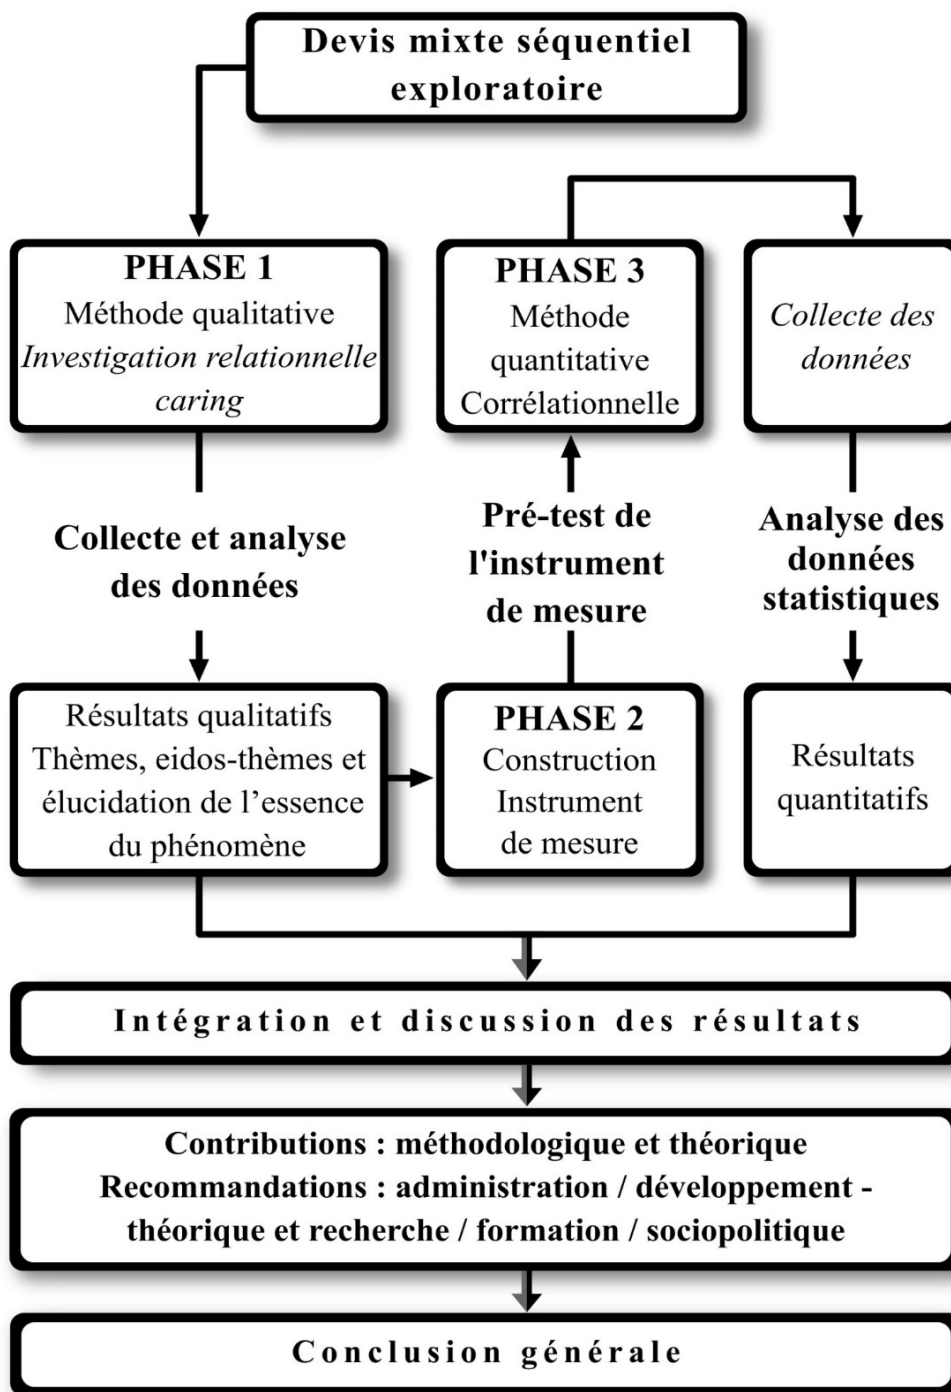 Devis mixte séquentiel
exploratoire
PHASE 1
Méthode qualitative
Investigation relationnelle
caring
Collecte et analyse
des données
Résultats qualitatifs
Thèmes, eidos-thèmes et
élucidation de l’essence
du phénomène
PHASE 2
Construction
Instrument
de mesure
Pré-test de
l'instrument
de mesure
PHASE 3
Méthode
quantitative
Corrélationnelle
Collecte des
données
Analyse des
données
statistiques
Résultats
quantitatifs
Intégration et discussion des résultats
Contributions : méthodologique et théorique
Recommandations : administration / développement -
théorique et recherche / formation / sociopolitique
Conclusion générale